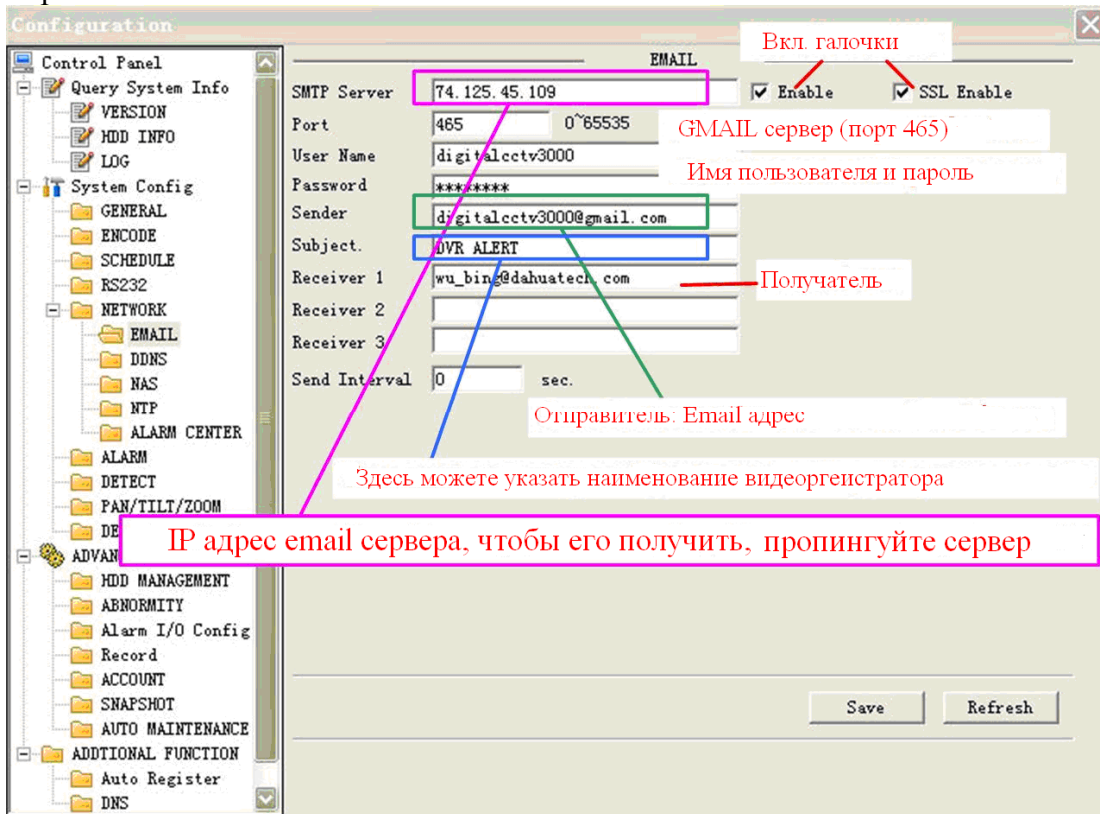 Configuration
Вкл. галочки
Control Panel
Query System Info
VERSION
HDD INFO
LOG
System Config
GENERAL
ENCODE
SCHEDULE
RS232
NETWORK
EMAIL
DDNS
NAS
NTP
ALARM CENTER
ALARM
DETECT
PAN/TILT/ZOOM
DE
ADVAN
HDD MANAGEMENT
ABNORMITY
Alarm I/O Config
Record
ACCOUNT
SNAPSHOT
AUTO MAINTENANCE
ADDTIONAL FUNCTION
Auto Register
DNS
EMAIL
SMTP Server 74.125.45.109 Enable SSL Enable
Port 465 0~65535
GMAIL сервер (порт 465)
User Name digitalcctv3000
Имя пользователя и пароль
Password ********
Sender digitalcctv3000@gmail.com
Subject. DVR ALERT
Receiver 1 wu_bing@dahuatech.com
Получатель
Receiver 2
Receiver 3
Send Interval 0 sec.
Отправитель: Email адрес
Здесь можете указать наименование видеоргеистратора
IP адрес email сервера, чтобы его получить, пропингуйте сервер
Save Refresh